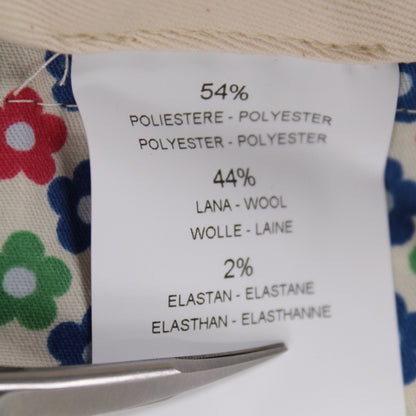 54%
POLIESTERE - POLYESTER
POLYESTER - POLYESTER
44%
LANA - WOOL
WOLLE - LAINE
2%
ELASTAN - ELASTANE
ELASTHAN - ELASTHANNE